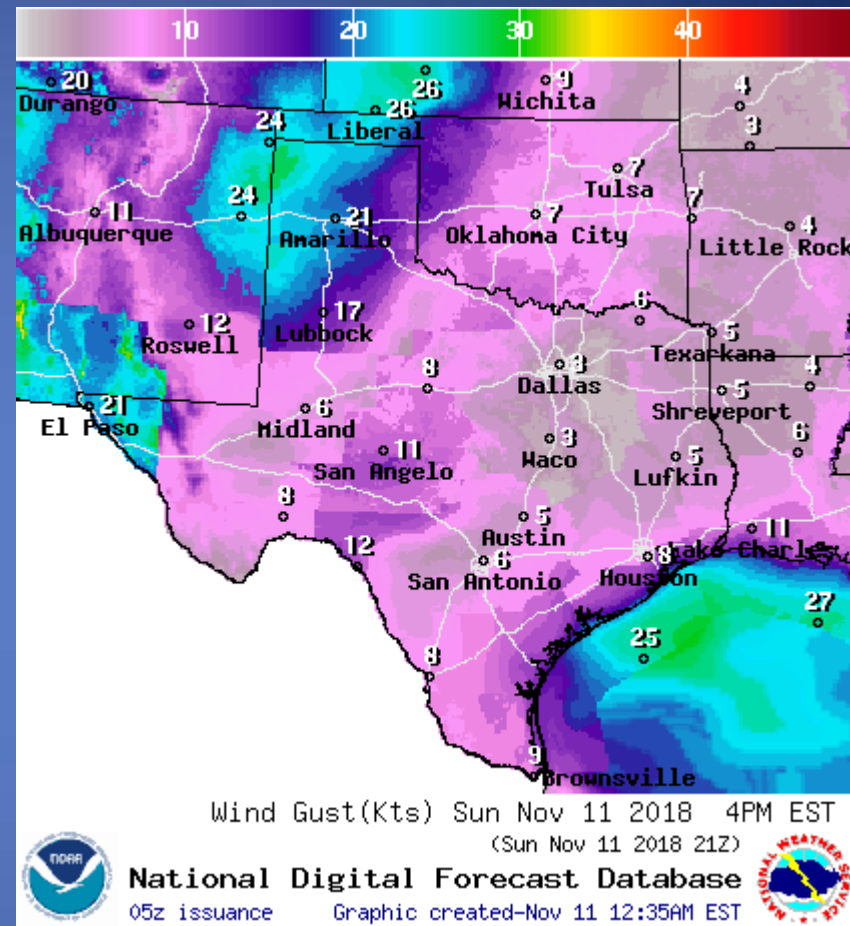 10 20 30 40
20 26 9 4
Durango 26 Wichita
24 Liberal 3
7
Tulsa
24 11 21 7 7 4
Albuquerque Amarillo Oklahoma City Little Rock
12 17 6 5
Roswell Lubbock Texarkana
Dallas
21 6 5 4
El Paso Midland Shreveport
11 3 5 6
San Angelo Waco Lufkin
5 11
Austin
12 6 8 Lake Charles
San Antonio Houston
27
25
9
Brownsville
Wind Gust(Kts) Sun Nov 11 2018 4PM EST
(Sun Nov 11 2018 21Z)
NOAA
NATIONAL WEATHER SERVICE
National Digital Forecast Database
05z issuance Graphic created-Nov 11 12:35AM EST